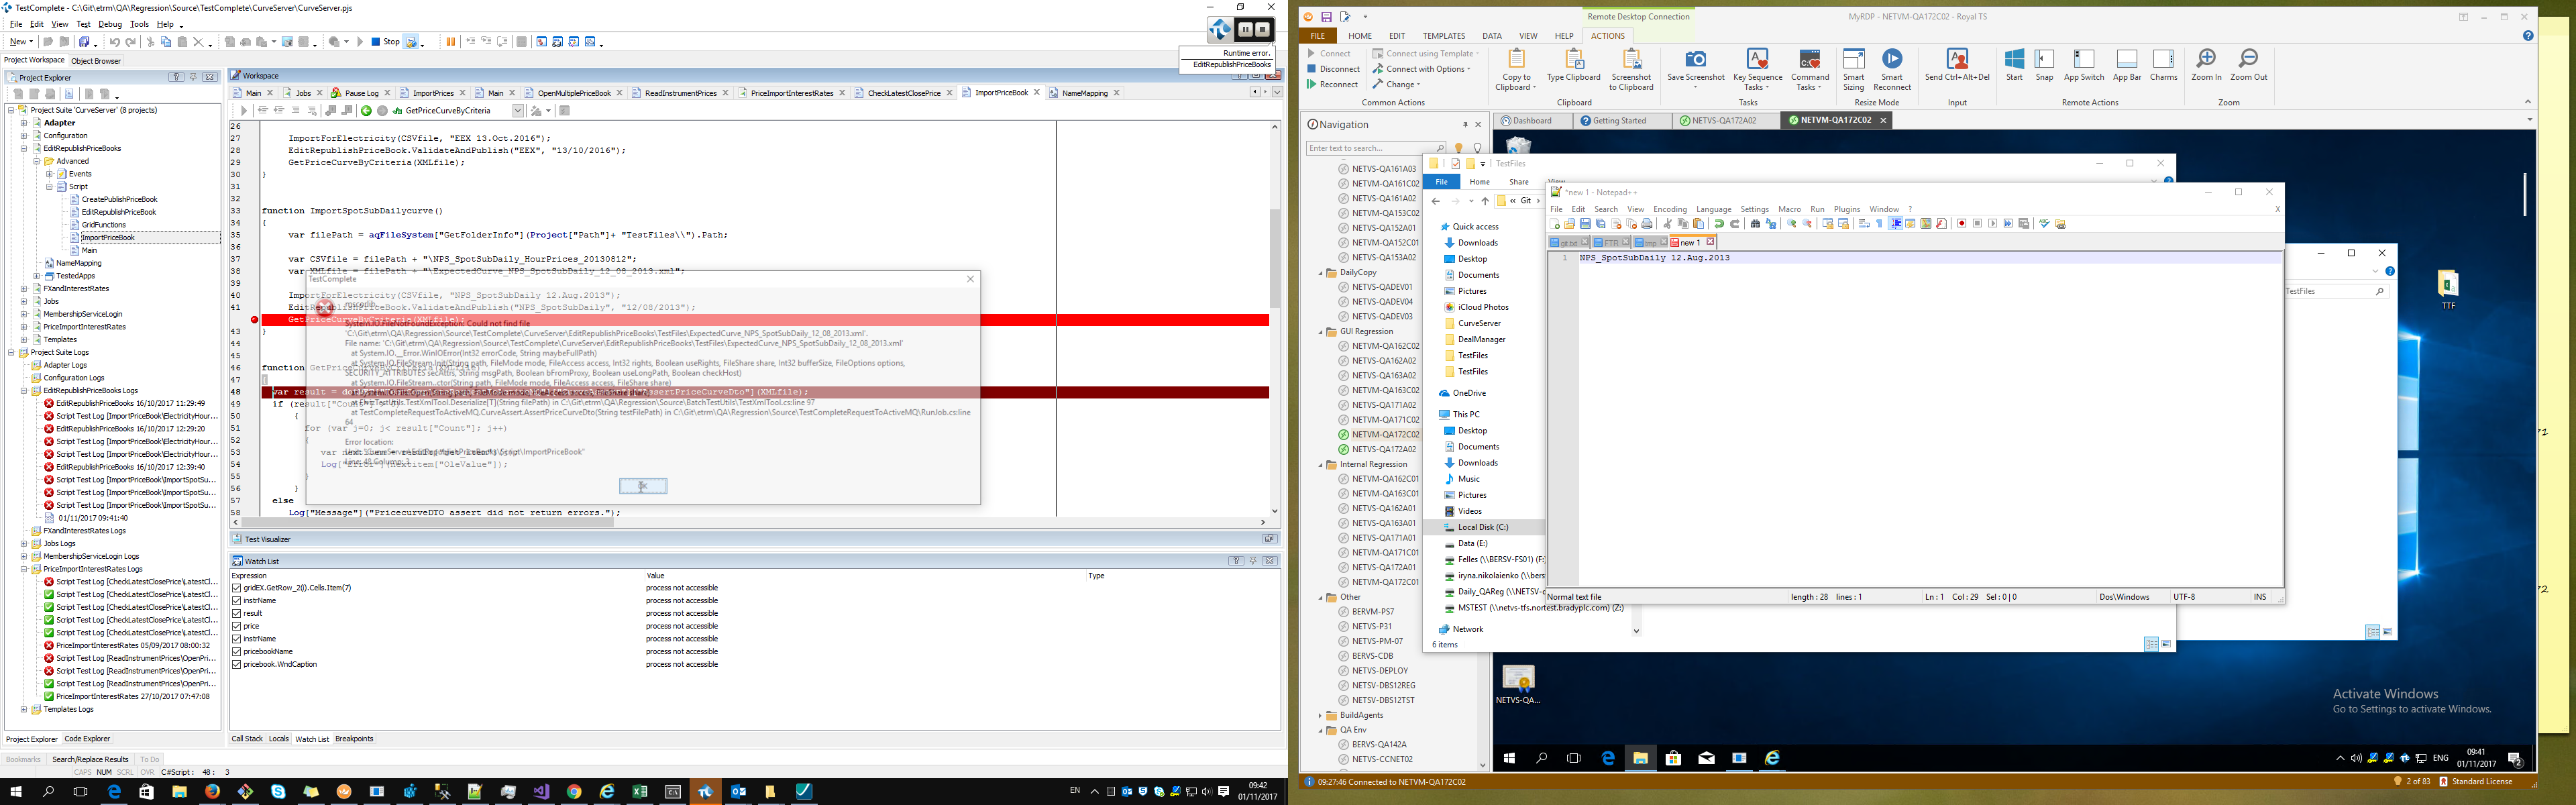 TestComplete - C:\Git\etrm\QA\Regression\Source\TestComplete\CurveServer\CurveServer.pjs
File Edit View Test Debug Tools Help
New Stop
Runtime error.
EditRepublishPriceBooks
Project Workspace Object Browser
Project Explorer
Project Suite 'CurveServer' (8 projects)
Adapter
Configuration
EditRepublishPriceBooks
Advanced
Events
Script
CreatePublishPriceBook
EditRepublishPriceBook
GridFunctions
ImportPriceBook
Main
NameMapping
TestedApps
FXandInterestRates
Jobs
MembershipServiceLogin
PriceImportInterestRates
Templates
Project Suite Logs
Adapter Logs
Configuration Logs
EditRepublishPriceBooks Logs
EditRepublishPriceBooks 16/10/2017 11:29:49
Script Test Log [ImportPriceBook\ElectricityHour...
EditRepublishPriceBooks 16/10/2017 12:29:20
Script Test Log [ImportPriceBook\ElectricityHour...
Script Test Log [ImportPriceBook\ElectricityHour...
EditRepublishPriceBooks 16/10/2017 12:39:40
Script Test Log [ImportPriceBook\ImportSpotSu...
Script Test Log [ImportPriceBook\ImportSpotSu...
Script Test Log [ImportPriceBook\ImportSpotSu...
01/11/2017 09:41:40
FXandInterestRates Logs
Jobs Logs
MembershipServiceLogin Logs
PriceImportInterestRates Logs
Script Test Log [CheckLatestClosePrice\LatestCl...
Script Test Log [CheckLatestClosePrice\LatestCl...
Script Test Log [CheckLatestClosePrice\LatestCl...
Script Test Log [CheckLatestClosePrice\LatestCl...
Script Test Log [CheckLatestClosePrice\LatestCl...
PriceImportInterestRates 05/09/2017 08:00:32
Script Test Log [ReadInstrumentPrices\OpenPri...
Script Test Log [ReadInstrumentPrices\OpenPri...
Script Test Log [ReadInstrumentPrices\OpenPri...
PriceImportInterestRates 27/10/2017 07:47:08
Templates Logs
Project Explorer Code Explorer
Bookmarks Search/Replace Results To Do
CAPS NUM SCRL OVR C#Script : 48 : 3
Workspace
Main Jobs Pause Log ImportPrices Main OpenMultiplePriceBook ReadInstrumentPrices PriceImportInterestRates CheckLatestClosePrice ImportPriceBook NameMapping
GetPriceCurveByCriteria
26
27 ImportForElectricity(CSVfile, "EEX 13.Oct.2016");
28 EditRepublishPriceBook.ValidateAndPublish("EEX", "13/10/2016");
29 GetPriceCurveByCriteria(XMLfile);
30 }
31
32
33 function ImportSpotSubDailycurve()
34 {
35 var filePath = aqFileSystem["GetFolderInfo"](Project["Path"]+ "TestFiles\\").Path;
36
37 var CSVfile = filePath + "\NPS_SpotSubDaily_HourPrices_20130812";
38 var XMLfile = filePath + "\ExpectedCurve_NPS_SpotSubDaily_12_08_2013.xml";
40 ImportForElectricity(CSVfile, "NPS_SpotSubDaily 12.Aug.2013");
41 EditRepublishPriceBook.ValidateAndPublish("NPS_SpotSubDaily", "12/08/2013");
GetPriceCurveByCriteria(XMLfile);
43 }
44
45
46 function GetPriceCurveByCriteria(XMLfile)
47 {
48 var result = AssertPriceCurveDto"](XMLfile);
49 if (result["Count"]
50 {
51 for (var j=0; j< result["Count"]; j++)
52 {
53
54 Log["Error"](nextitem["OleValue"]);
55 }
56 }
57 else
58 Log["Message"]("PricecurveDTO assert did not return errors.");
TestComplete
mscorlib
System.IO.FileNotFoundException: Could not find file
'C:\Git\etrm\QA\Regression\Source\TestComplete\CurveServer\EditRepublishPriceBooks\TestFiles\ExpectedCurve_NPS_SpotSubDaily_12_08_2013.xml'.
File name: 'C:\Git\etrm\QA\Regression\Source\TestComplete\CurveServer\EditRepublishPriceBooks\TestFiles\ExpectedCurve_NPS_SpotSubDaily_12_08_2013.xml'
at System.IO.__Error.WinIOError(Int32 errorCode, String maybeFullPath)
at System.IO.FileStream.Init(String path, FileMode mode, FileAccess access, Int32 rights, Boolean useRights, FileShare share, Int32 bufferSize, FileOptions options,
SECURITY_ATTRIBUTES secAttrs, String msgPath, Boolean bFromProxy, Boolean useLongPath, Boolean checkHost)
at System.IO.FileStream..ctor(String path, FileMode mode, FileAccess access, FileShare share)
at System.IO.File.Open(String path, FileMode mode, FileAccess access, FileShare share)
at EtrmTestUtils.TestXmlTool.Deserialize[T](String filePath) in C:\Git\etrm\QA\Regression\Source\BatchTestUtils\TestXmlTool.cs:line 97
at TestCompleteRequestToActiveMQ.CurveAssert.AssertPriceCurveDto(String testFilePath) in C:\Git\etrm\QA\Regression\Source\TestCompleteRequestToActiveMQ\RunJob.cs:line
64
Error location:
Unit: "CurveServer\EditRepublishPriceBooks\Script\ImportPriceBook"
Line: 48 Column: 3
OK
Test Visualizer
Watch List
Expression Value Type
gridEX.GetRow_2(i).Cells.Item(7) process not accessible
instrName process not accessible
result process not accessible
price process not accessible
instrName process not accessible
pricebookName process not accessible
pricebook.WndCaption process not accessible
Call Stack Locals Watch List Breakpoints
EN 09:42
01/11/2017
Remote Desktop Connection MyRDP - NETVM-QA172C02 - Royal TS
FILE HOME EDIT TEMPLATES DATA VIEW HELP ACTIONS
Connect
Disconnect
Reconnect
Connect using Template
Connect with Options
Change
Common Actions
Copy to Clipboard
Type Clipboard
Screenshot to Clipboard
Clipboard
Save Screenshot
Key Sequence Tasks
Command Tasks
Tasks
Smart Sizing
Smart Reconnect
Resize Mode
Send Ctrl+Alt+Del
Input
Start Snap App Switch App Bar Charms
Remote Actions
Zoom In Zoom Out
Zoom
Navigation
Enter text to search...
NETVS-QA161A03
NETVM-QA161C02
NETVS-QA161A02
NETVM-QA153C02
NETVS-QA152A01
NETVM-QA152C01
NETVS-QA153A02
DailyCopy
NETVS-QADEV01
NETVS-QADEV04
NETVS-QADEV03
GUI Regression
NETVM-QA162C02
NETVS-QA162A02
NETVS-QA163A02
NETVM-QA163C02
NETVS-QA171A02
NETVM-QA171C02
NETVM-QA172C02
NETVS-QA172A02
Internal Regression
NETVM-QA162C01
NETVM-QA163C01
NETVS-QA162A01
NETVS-QA163A01
NETVS-QA171A01
NETVM-QA171C01
NETVS-QA172A01
NETVM-QA172C01
Other
BERVM-PS7
NETVS-P31
NETVS-PM-07
BERVS-CDB
NETVS-DEPLOY
NETSV-DBS12REG
NETSV-DBS12TST
BuildAgents
QA Env
BERVS-QA142A
NETVS-CCNET02
Dashboard Getting Started NETVS-QA172A02 NETVM-QA172C02
TestFiles
File Home Share View
Git
Quick access
Downloads
Desktop
Documents
Pictures
iCloud Photos
CurveServer
DealManager
TestFiles
TestFiles
OneDrive
This PC
Desktop
Documents
Downloads
Music
Pictures
Videos
Local Disk (C:)
Data (E:)
Felles (\\BERSV-FS01) (F:)
iryna.nikolaienko (\\bers
Daily_QAReg (\\NETSV-
MSTEST (\\netvs-tfs.nortest.bradyplc.com) (Z:)
Network
6 items
*new 1 - Notepad++
File Edit Search View Encoding Language Settings Macro Run Plugins Window ?
X
git.txt FTR tmp new 1
1 NPS_SpotSubDaily 12.Aug.2013
Normal text file length : 28 lines : 1 Ln : 1 Col : 29 Sel : 0 | 0 Dos\Windows UTF-8 INS
TestFiles
TTF
NETVS-QA...
Activate Windows
Go to Settings to activate Windows.
ENG 09:41
01/11/2017
09:27:46 Connected to NETVM-QA172C02 2 of 83 Standard License